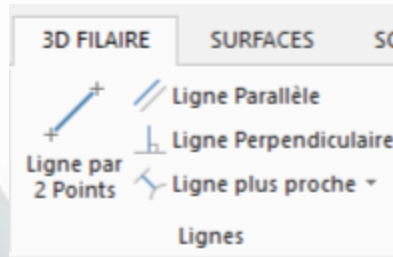 3D FILAIRE
SURFACES
Ligne par
2 Points
Ligne Parallèle
Ligne Perpendiculaire
Ligne plus proche
Lignes